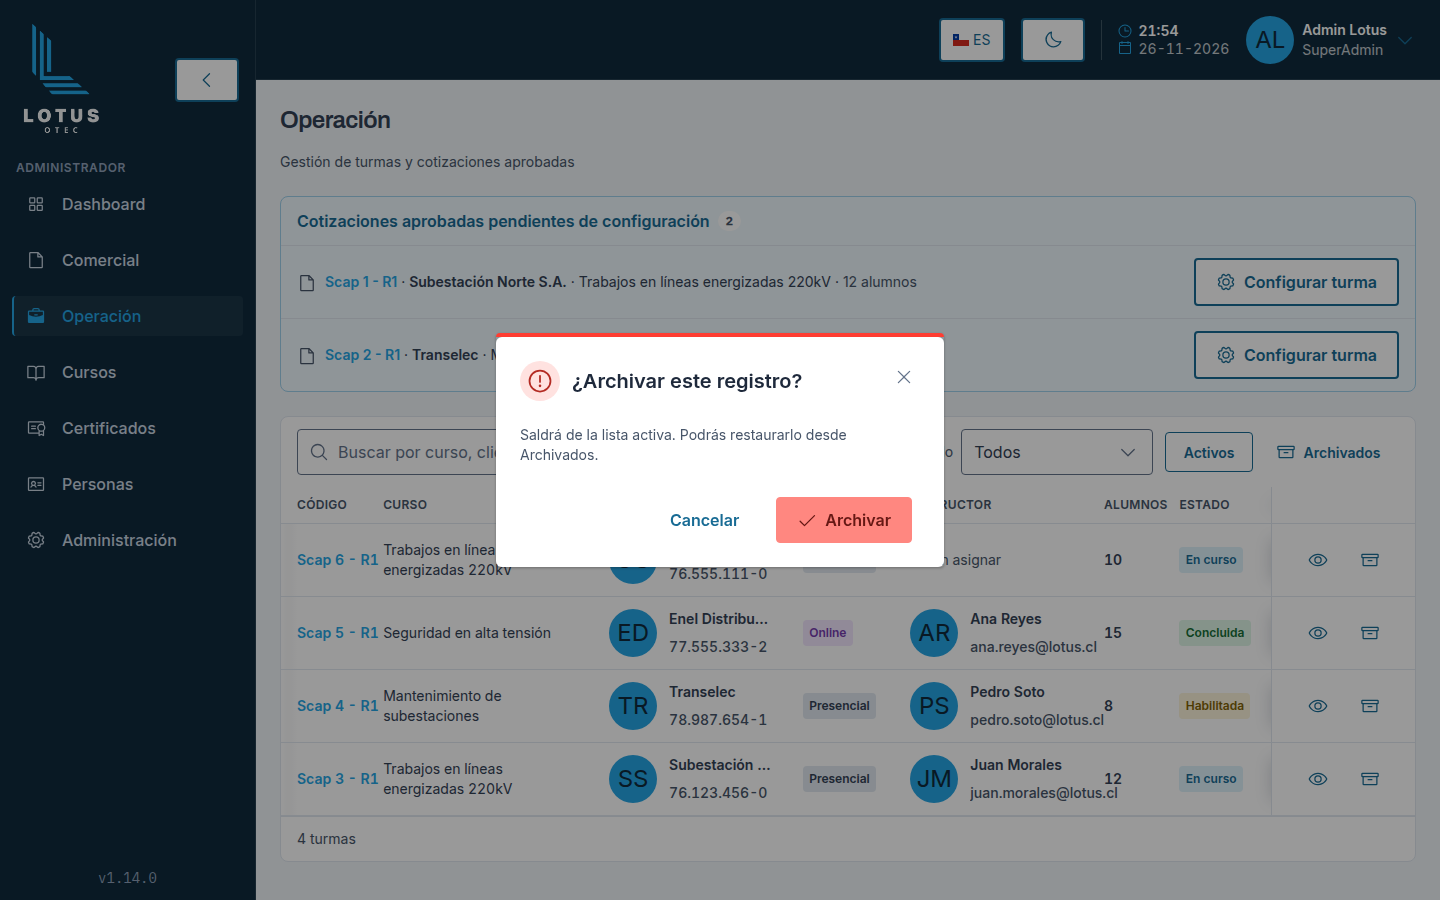 LOTUS
OTEC
ADMINISTRADOR
Dashboard
Comercial
Operación
Cursos
Certificados
Personas
Administración
v1.14.0
ES
21:54
26-11-2026
AL
Admin Lotus
SuperAdmin
Operación
Gestión de turmas y cotizaciones aprobadas
Cotizaciones aprobadas pendientes de configuración 2
Scap 1 - R1 · Subestación Norte S.A. · Trabajos en líneas energizadas 220kV · 12 alumnos
Configurar turma
Scap 2 - R1 · Transelec ·
Configurar turma
¿Archivar este registro?
Saldrá de la lista activa. Podrás restaurarlo desde
Archivados.
Cancelar
Archivar
Buscar por curso,
Todos
Activos
Archivados
CÓDIGO CURSO ALUMNOS ESTADO
Scap 6 - R1
Trabajos en
energizadas 220kV
76.555.111-0
asignar
10
En curso
Scap 5 - R1
Seguridad en alta tensión
ED
Enel Distribu...
77.555.333-2
Online
AR
Ana Reyes
ana.reyes@lotus.cl
15
Concluida
Scap 4 - R1
Mantenimiento de
subestaciones
TR
Transelec
78.987.654-1
Presencial
PS
Pedro Soto
pedro.soto@lotus.cl
8
Habilitada
Scap 3 - R1
Trabajos en líneas
energizadas 220kV
SS
Subestación ...
76.123.456-0
Presencial
JM
Juan Morales
juan.morales@lotus.cl
12
En curso
4 turmas